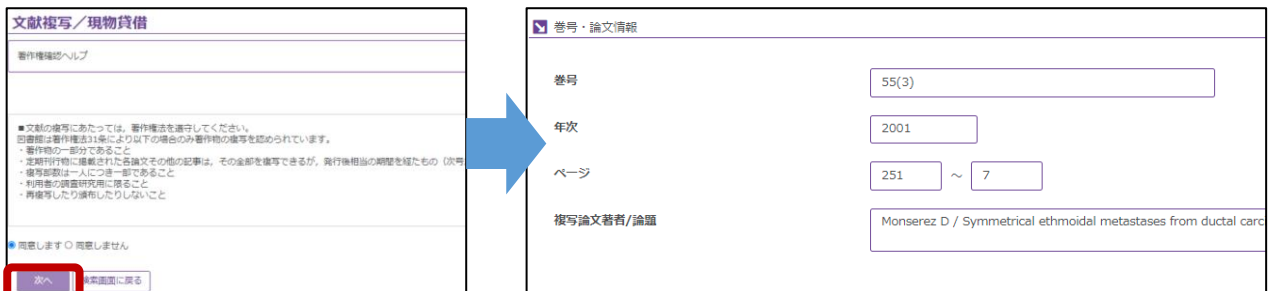 文献複写／現物貸借
著作権確認ヘルプ
■文献の複写にあたっては，著作権法を遵守してください。
図書館は著作権法31条により以下の場合のみ著作物の複写を認められています。
・著作物の一部分であること
・定期刊行物に掲載された各論文その他の記事は，その全部を複写できるが，発行後相当の期間を経たもの（次号
・複写部数は一人につき一部であること
・利用者の調査研究用に限ること
・再複写したり頒布したりしないこと
同意します 同意しません
次へ 検索画面に戻る
巻号・論文情報
巻号 55(3)
年次 2001
ページ 251 ～ 7
複写論文著者/論題 Monserez D / Symmetrical ethmoidal metastases from ductal carc